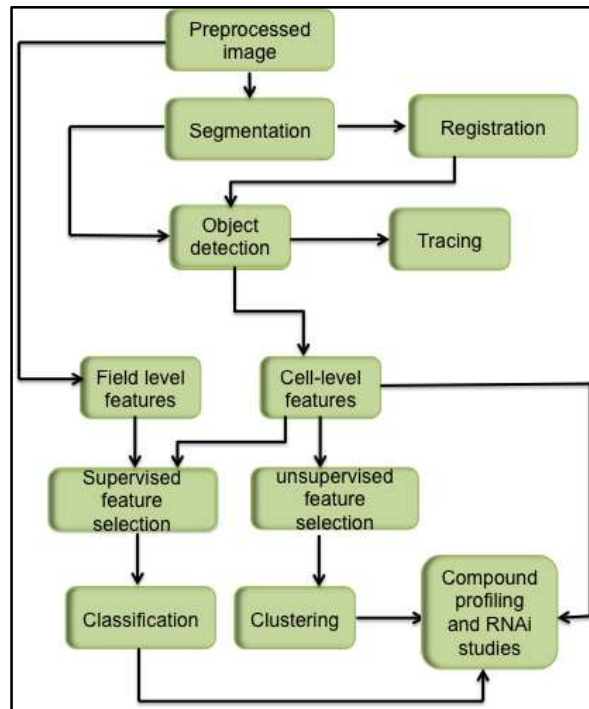 Preprocessed
image
Segmentation
Registration
Object
detection
Tracing
Field level
features
Cell-level
features
Supervised
feature
selection
unsupervised
feature
selection
Classification
Clustering
Compound
profiling
and RNAi
studies